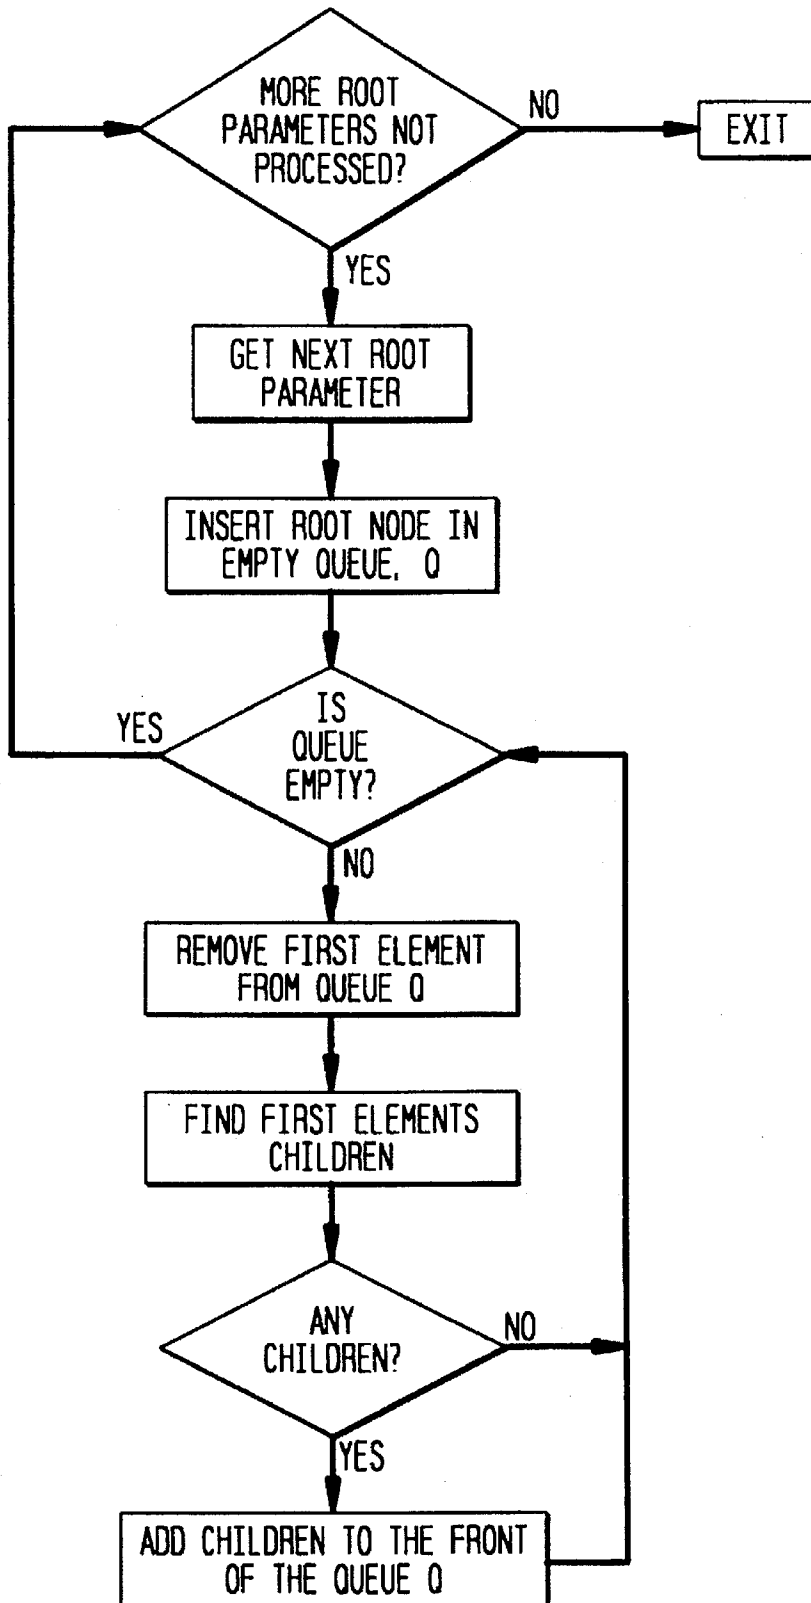 MORE ROOT
PARAMETERS NOT
PROCESSED?
NO
EXIT
YES
GET NEXT ROOT
PARAMETER
INSERT ROOT NODE IN
EMPTY QUEUE, Q
IS
QUEUE
EMPTY?
YES
NO
REMOVE FIRST ELEMENT
FROM QUEUE Q
FIND FIRST ELEMENTS
CHILDREN
ANY
CHILDREN?
NO
YES
ADD CHILDREN TO THE FRONT
OF THE QUEUE Q